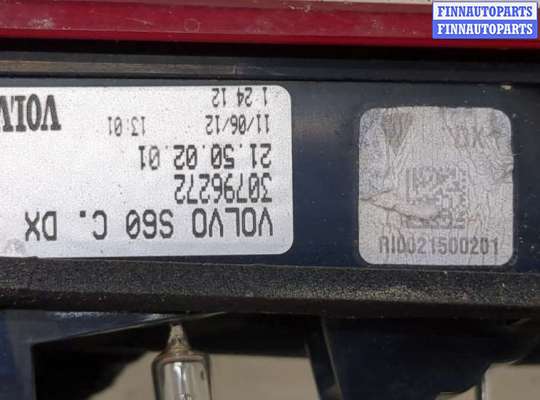 FINNAUTOPARTS
FINNAUTOPARTS
VOLVO S60 C. DX
30796272
21.50.02.01
11/06/12 13:01
1 24 12
DX
RI0021500201